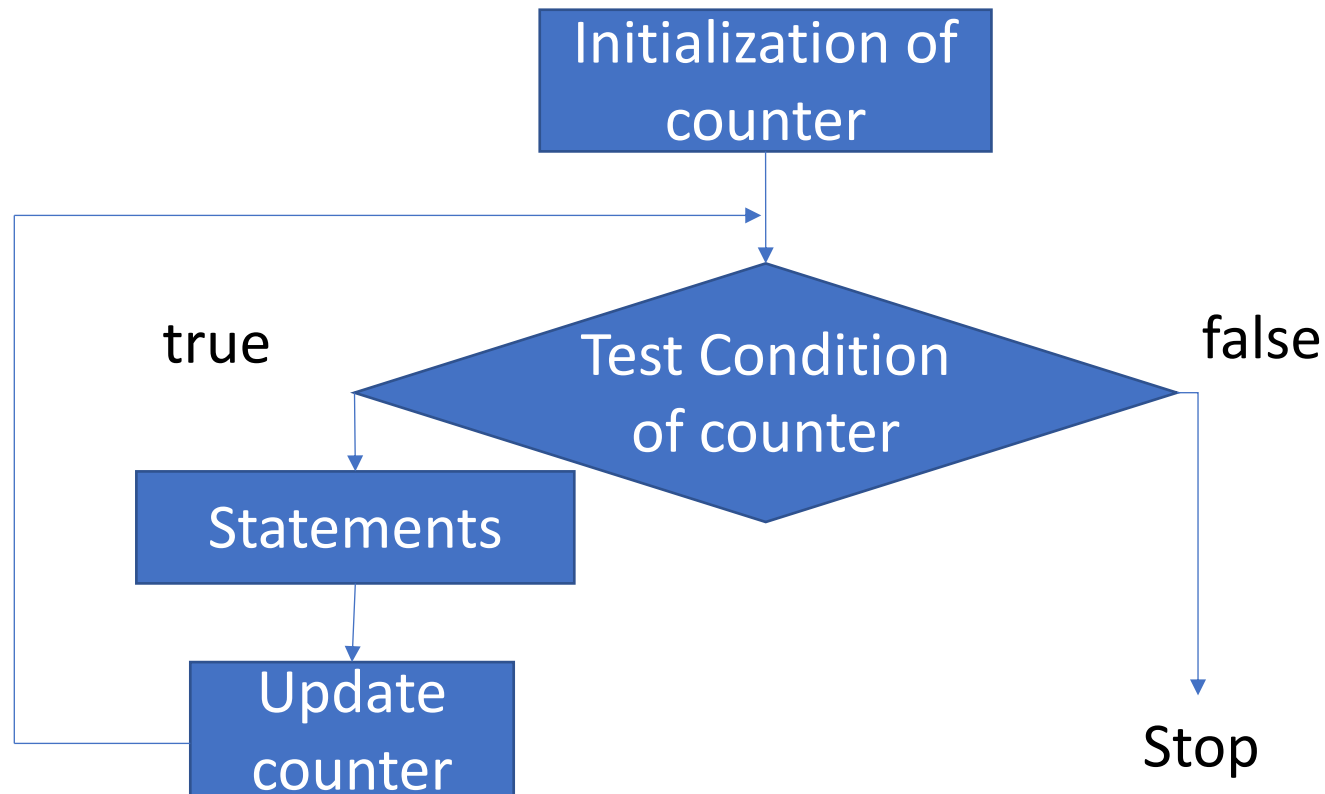 Initialization of
counter
true
false
Test Condition
of counter
Statements
Update
counter
Stop